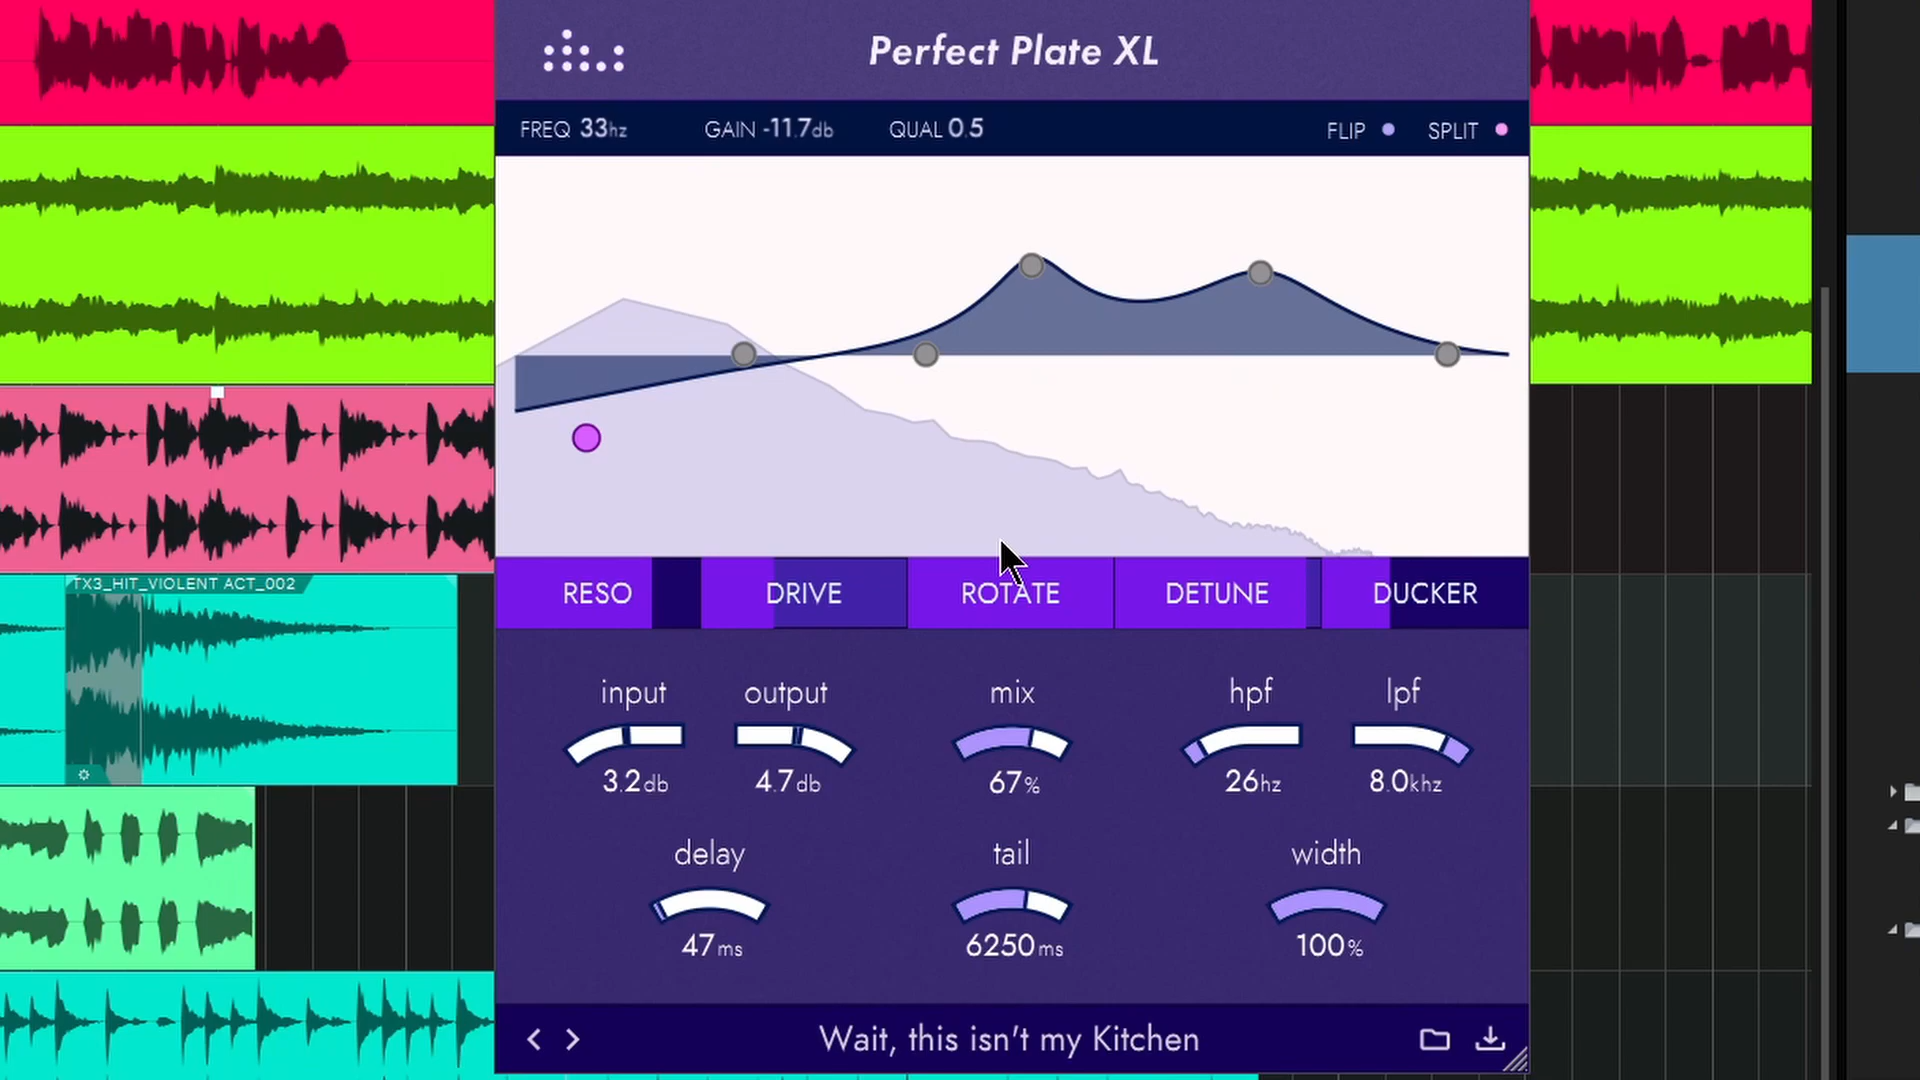 Perfect Plate XL
FREQ 33hz GAIN -11.7db QUAL 0.5 FLIP SPLIT
TX3_HIT_VIOLENT ACT_002
RESO DRIVE ROTATE DETUNE DUCKER
input output mix hpf lpf
3.2db 4.7db 67% 26hz 8.0khz
delay tail width
47ms 6250ms 100%
< > Wait, this isn't my Kitchen